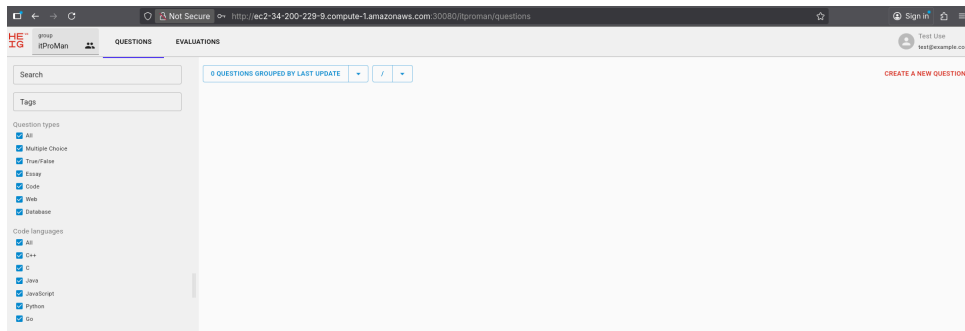 Not Secure http://ec2-34-200-229-9.compute-1.amazonaws.com:30080/itproman/questions Sign in
HE
IG
group
itProMan
QUESTIONS EVALUATIONS
Test Use
test@example.co
Search
0 QUESTIONS GROUPED BY LAST UPDATE /
CREATE A NEW QUESTION
Tags
Question types
All
Multiple Choice
True/False
Essay
Code
Web
Database
Code languages
All
C++
C
Java
JavaScript
Python
Go